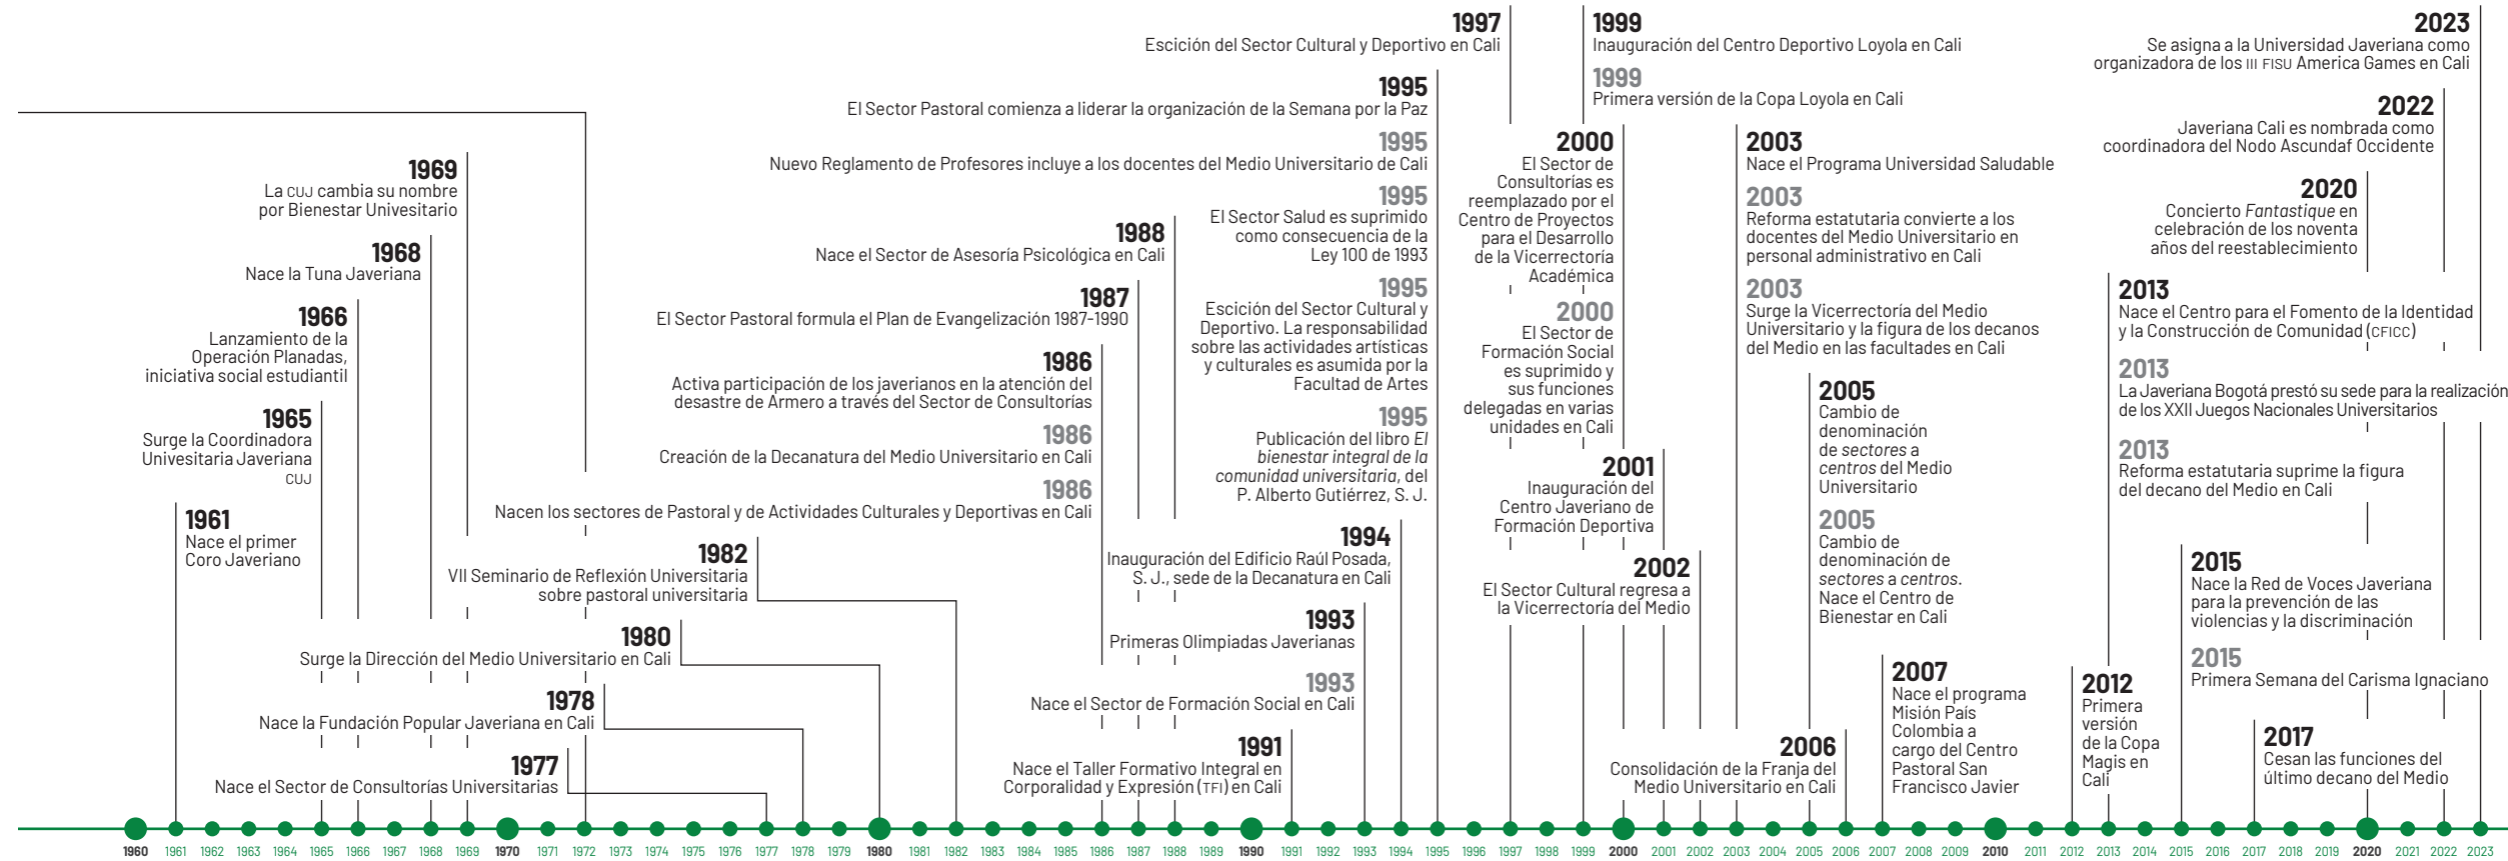 1961
Nace el primer
Coro Javeriano
1965
Surge la Coordinadora
Univesitaria Javeriana
CUJ
1966
Lanzamiento de la
Operación Planadas,
iniciativa social estudiantil
1968
Nace la Tuna Javeriana
1969
La CUJ cambia su nombre
por Bienestar Univesitario
1977
Nace el Sector de Consultorías Universitarias
1978
Nace la Fundación Popular Javeriana en Cali
1980
Surge la Dirección del Medio Universitario en Cali
1982
VII Seminario de Reflexión Universitaria
sobre pastoral universitaria
1986
Activa participación de los javerianos en la atención del
desastre de Armero a través del Sector de Consultorías
1986
Creación de la Decanatura del Medio Universitario en Cali
1986
Nacen los sectores de Pastoral y de Actividades Culturales y Deportivas en Cali
1987
El Sector Pastoral formula el Plan de Evangelización 1987-1990
1988
Nace el Sector de Asesoría Psicológica en Cali
1991
Nace el Taller Formativo Integral en
Corporalidad y Expresión (TFI) en Cali
1993
Primeras Olimpiadas Javerianas
1993
Nace el Sector de Formación Social en Cali
1994
Inauguración del Edificio Raúl Posada,
S. J., sede de la Decanatura en Cali
1995
El Sector Pastoral comienza a liderar la organización de la Semana por la Paz
1995
Nuevo Reglamento de Profesores incluye a los docentes del Medio Universitario de Cali
1995
El Sector Salud es suprimido
como consecuencia de la
Ley 100 de 1993
1995
Escición del Sector Cultural y
Deportivo. La responsabilidad
sobre las actividades artísticas
y culturales es asumida por la
Facultad de Artes
1995
Publicación del libro El
bienestar integral de la
comunidad universitaria, del
P. Alberto Gutiérrez, S. J.
1997
Escición del Sector Cultural y Deportivo en Cali
1999
Inauguración del Centro Deportivo Loyola en Cali
1999
Primera versión de la Copa Loyola en Cali
2000
El Sector de
Consultorías es
reemplazado por el
Centro de Proyectos
para el Desarrollo
de la Vicerrectoría
Académica
2000
El Sector de
Formación Social
es suprimido y
sus funciones
delegadas en varias
unidades en Cali
2001
Inauguración del
Centro Javeriano de
Formación Deportiva
2002
El Sector Cultural regresa a
la Vicerrectoría del Medio
2003
Nace el Programa Universidad Saludable
2003
Reforma estatutaria convierte a los
docentes del Medio Universitario en
personal administrativo en Cali
2003
Surge la Vicerrectoría del Medio
Universitario y la figura de los decanos
del Medio en las facultades en Cali
2005
Cambio de
denominación
de sectores a
centros del Medio
Universitario
2005
Cambio de
denominación de
sectores a centros.
Nace el Centro de
Bienestar en Cali
2006
Consolidación de la Franja del
Medio Universitario en Cali
2007
Nace el programa
Misión País
Colombia a
cargo del Centro
Pastoral San
Francisco Javier
2012
Primera
versión
de la Copa
Magis en
Cali
2013
Nace el Centro para el Fomento de la Identidad
y la Construcción de Comunidad (CFICC)
2013
La Javeriana Bogotá prestó su sede para la realización
de los XXII Juegos Nacionales Universitarios
2013
Reforma estatutaria suprime la figura
del decano del Medio en Cali
2015
Nace la Red de Voces Javeriana
para la prevención de las
violencias y la discriminación
2015
Primera Semana del Carisma Ignaciano
2017
Cesan las funciones del
último decano del Medio
2020
Concierto Fantastique en
celebración de los noventa
años del reestablecimiento
2022
Javeriana Cali es nombrada como
coordinadora del Nodo Ascundaf Occidente
2023
Se asigna a la Universidad Javeriana como
organizadora de los III FISU America Games en Cali
1960 1961 1962 1963 1964 1965 1966 1967 1968 1969 1970 1971 1972 1973 1974 1975 1976 1977 1978 1979 1980 1981 1982 1983 1984 1985 1986 1987 1988 1989 1990 1991 1992 1993 1994 1995 1996 1997 1998 1999 2000 2001 2002 2003 2004 2005 2006 2007 2008 2009 2010 2011 2012 2013 2014 2015 2016 2017 2018 2019 2020 2021 2022 2023